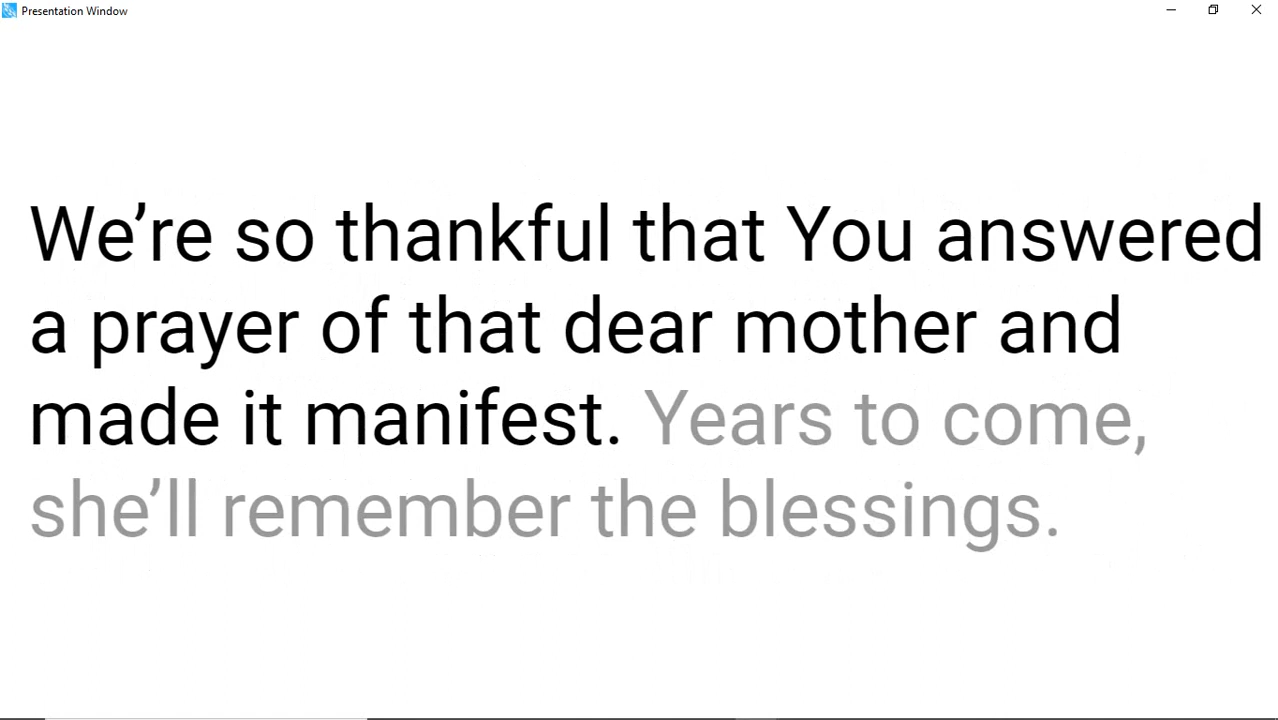 Presentation Window
We’re so thankful that You answered
a prayer of that dear mother and
made it manifest. Years to come,
she’ll remember the blessings.